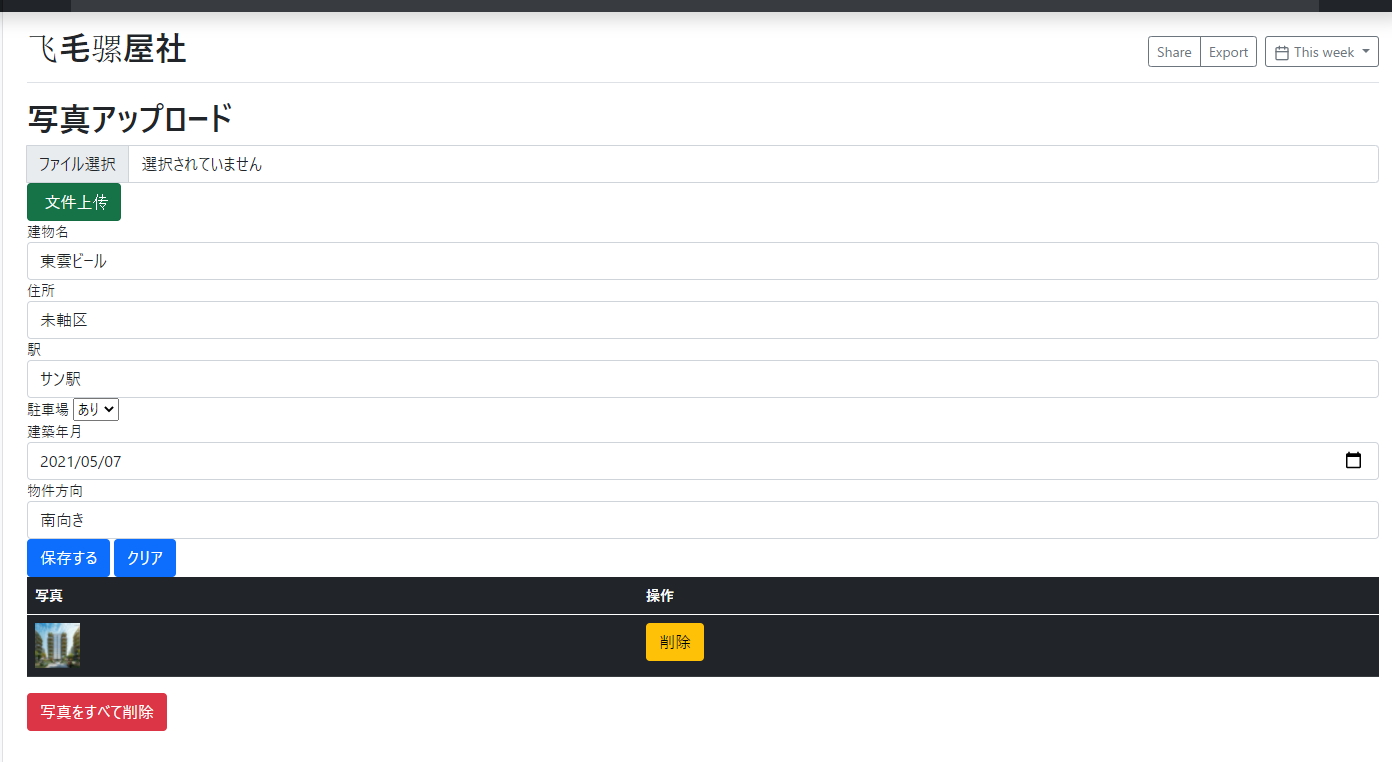 飞毛骡屋社
Share Export This week
写真アップロード
ファイル選択 選択されていません
文件上传
建物名
東雲ビール
住所
未軸区
駅
サン駅
駐車場 あり
建築年月
2021/05/07
物件方向
南向き
保存する クリア
写真 操作
削除
写真をすべて削除